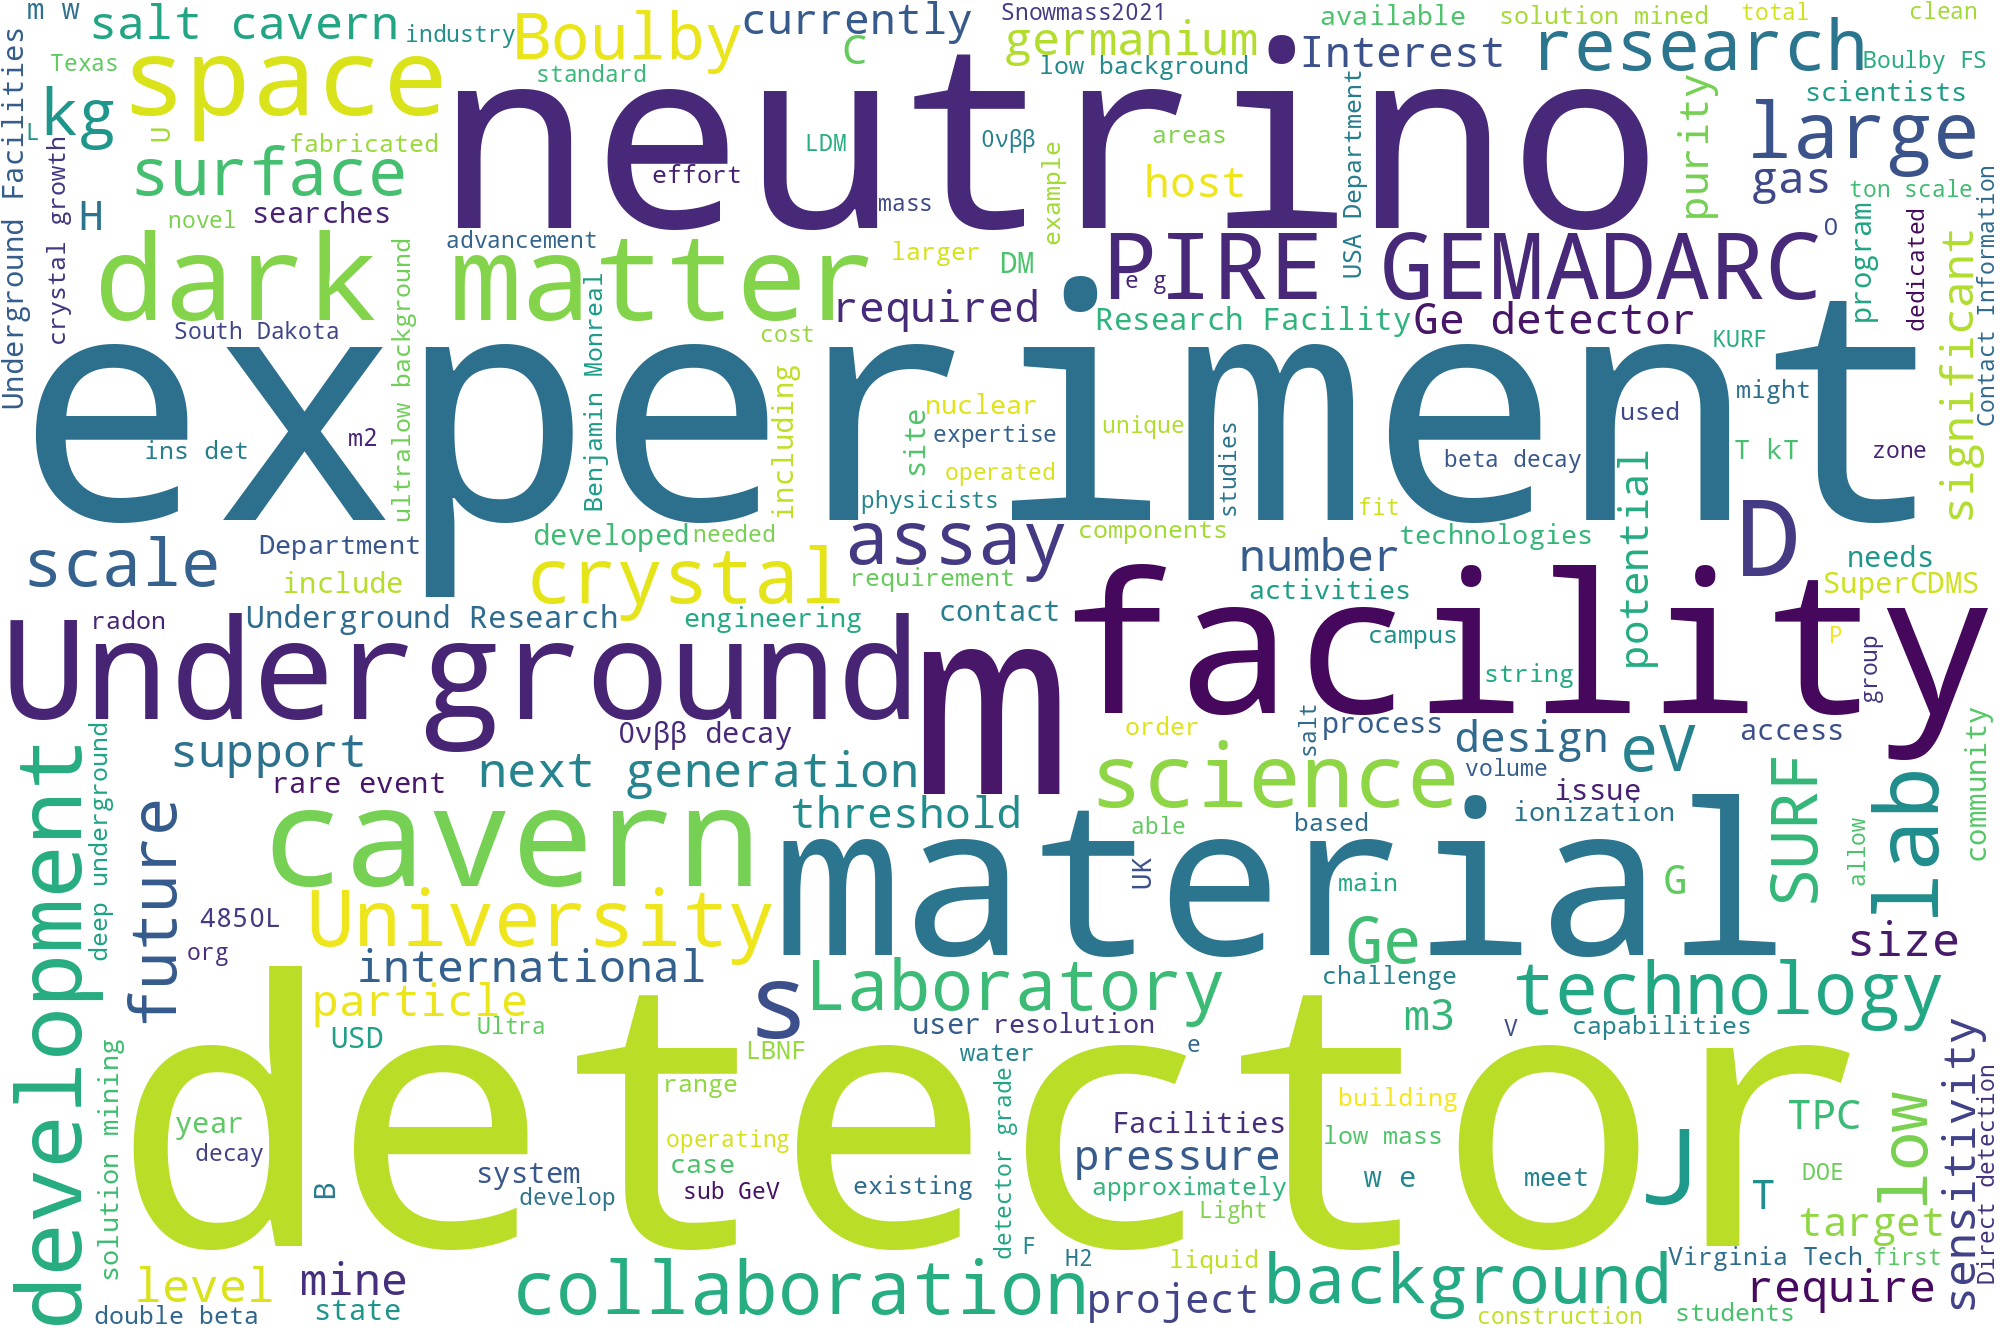 m w
salt cavern
industry
Boulby
currently
C
Snowmass2021
germanium
low background
Interest
available
solution mined
total
clean
research
Boulby FS
Texas
space
standard
kg
L
U
Underground Facilities
fabricated
surface
neutrino
LDM
0νββ
areas
example
USA Department
purity
scientists
large
effort
host
gas
ton scale
Contact Information
crystal growth
H
novel
searches
mass
advancement
larger
DM
dark matter
PIRE GEMADARC
e g
O
program
dedicated
significant
required
Research Facility
Ge detector
South Dakota
ultralow background
Benjamin Monreal
cost
KURF
including
might
experiment
ins det
m2
site
nuclear
expertise
unique
operated
physicists
studies
used
beta decay
T kT
zone
fit
potential
D
scale
Department
include
developed
needed
crystal
assay
components
requirement
number
technologies
activities
needs
SuperCDMS
radon
Underground Research
engineering
contact
campus
P
group
Underground
m
facility
string
deep underground
0νββ decay
order
salt
process
design
eV
access
community
support
rare event
next generation
science
volume
issue
development
future
cavern
threshold
able
based
ionization
SURF
lab
allow
UK
main
G
4850L
org
University
material
Ge
size
international
particle
Ultra
USD
s
Laboratory
challenge
m3
technology
user
resolution
V
capabilities
LBNF
water
e
solution mining
range
detector grade
building
TPC
low
sensitivity
Direct detection
year
decay
operating
Facilities
low mass
detector
case
system
develop
sub GeV
existing
pressure
approximately
Light
w e
meet
J
T
DOE
target
B
F
H2
liquid
Virginia Tech
first
level
mine
collaboration
project
background
require
double beta
state
construction
students